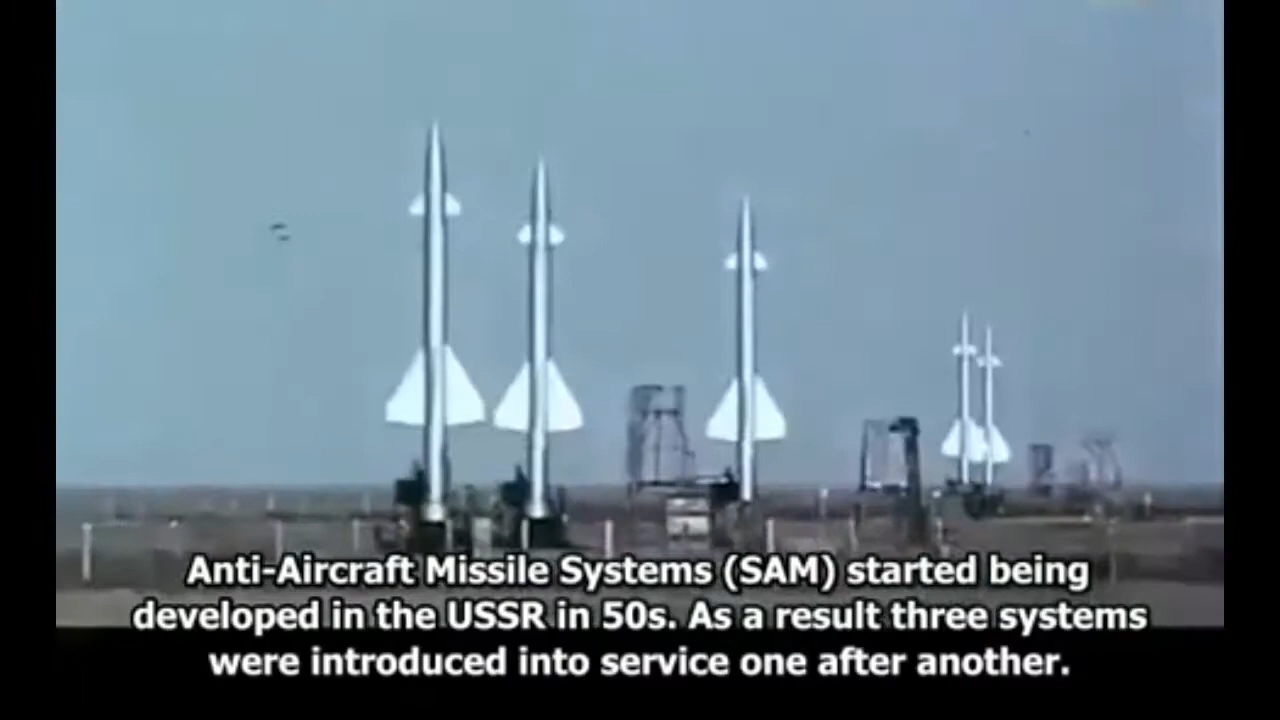 Anti-Aircraft Missile Systems (SAM) started being
developed in the USSR in 50s. As a result three systems
were introduced into service one after another.